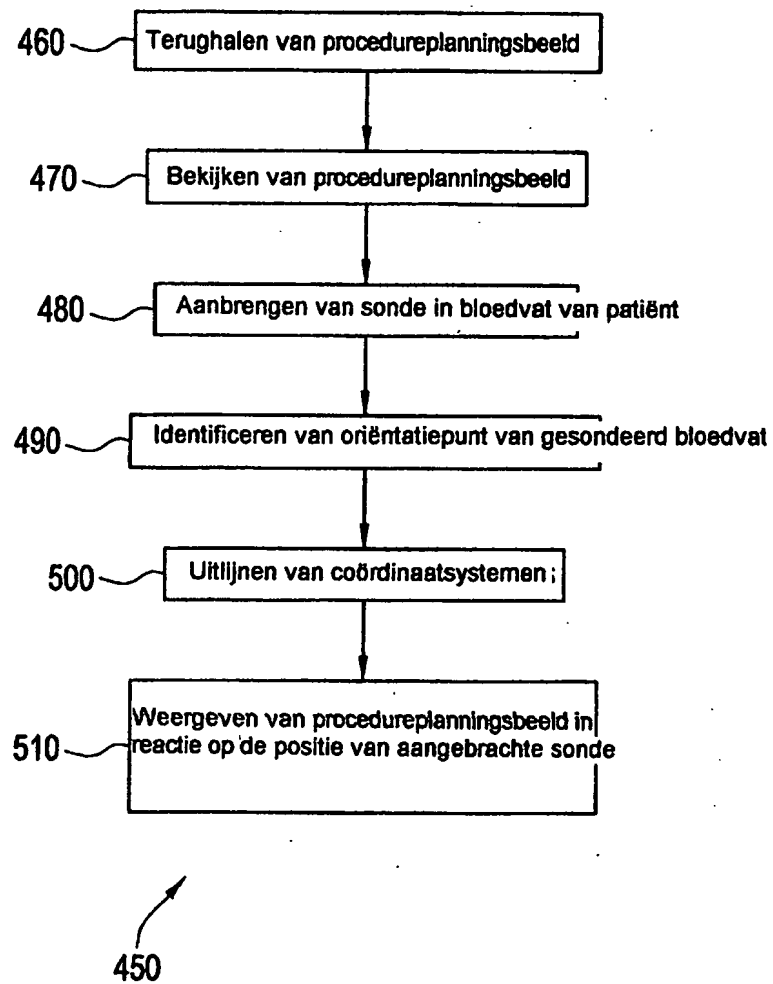 460 Terughalen van procedureplanningsbeeld
470 Bekijken van procedureplanningsbeeld
480 Aanbrengen van sonde in bloedvat van patiënt
490 Identificeren van oriëntatiepunt van gesondeerd bloedvat
500 Uitlijnen van coördinaatsystemen
Weergeven van procedureplanningsbeeld in
510 reactie op de positie van aangebrachte sonde
450